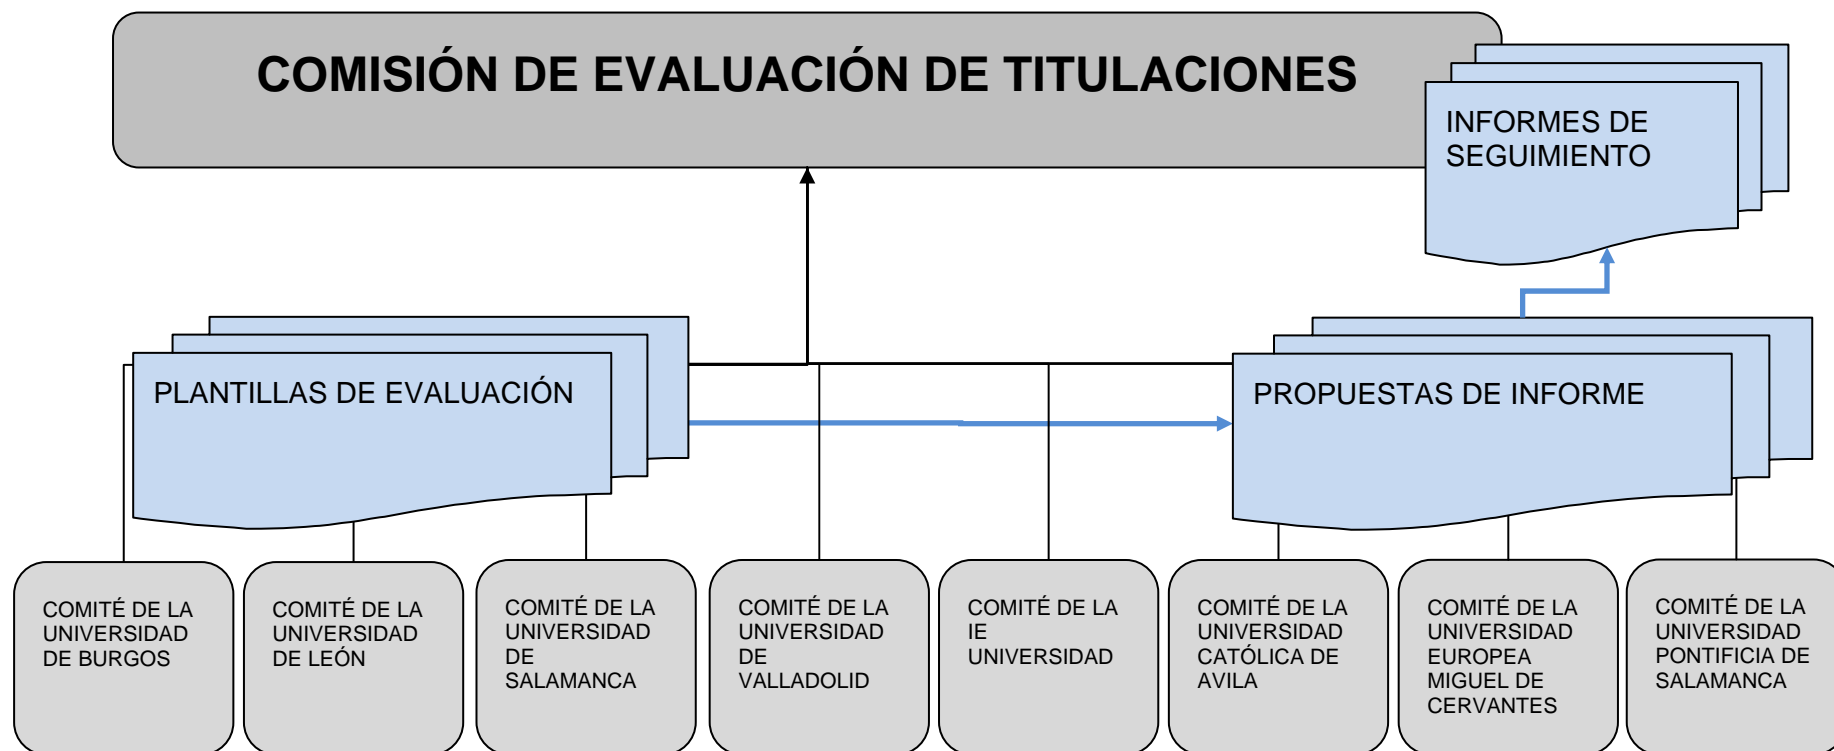 COMISIÓN DE EVALUACIÓN DE TITULACIONES
INFORMES DE
SEGUIMIENTO
PLANTILLAS DE EVALUACIÓN
PROPUESTAS DE INFORME
COMITÉ DE LA
UNIVERSIDAD
DE BURGOS
COMITÉ DE LA
UNIVERSIDAD
DE LEÓN
COMITÉ DE LA
UNIVERSIDAD
DE
SALAMANCA
COMITÉ DE LA
UNIVERSIDAD
DE
VALLADOLID
COMITÉ DE LA
IE
UNIVERSIDAD
COMITÉ DE LA
UNIVERSIDAD
CATÓLICA DE
AVILA
COMITÉ DE LA
UNIVERSIDAD
EUROPEA
MIGUEL DE
CERVANTES
COMITÉ DE LA
UNIVERSIDAD
PONTIFICIA DE
SALAMANCA